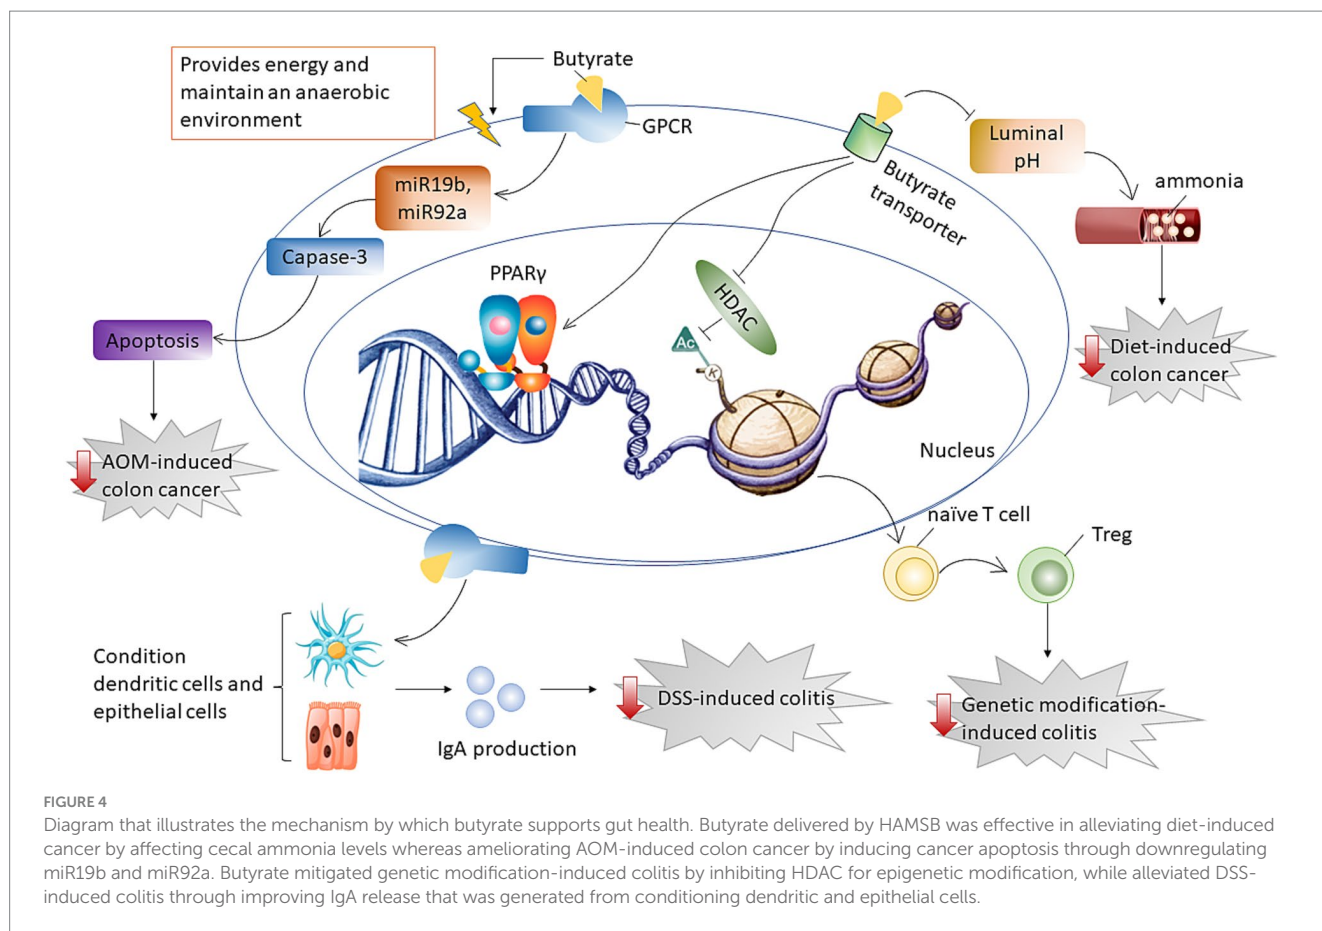 Provides energy and
maintain an anaerobic
environment
Butyrate
GPCR
Luminal
pH
ammonia
Butyrate
transporter
miR19b,
miR92a
Capase-3
Apoptosis
AOM-induced
colon cancer
PPARγ
HDAC
Ac
K
Nucleus
Diet-induced
colon cancer
naïve T cell
Treg
Condition
dendritic cells and
epithelial cells
IgA production
DSS-induced colitis
Genetic modification-
induced colitis
FIGURE 4
Diagram that illustrates the mechanism by which butyrate supports gut health. Butyrate delivered by HAMSB was effective in alleviating diet-induced
cancer by affecting cecal ammonia levels whereas ameliorating AOM-induced colon cancer by inducing cancer apoptosis through downregulating
miR19b and miR92a. Butyrate mitigated genetic modification-induced colitis by inhibiting HDAC for epigenetic modification, while alleviated DSS-
induced colitis through improving IgA release that was generated from conditioning dendritic and epithelial cells.